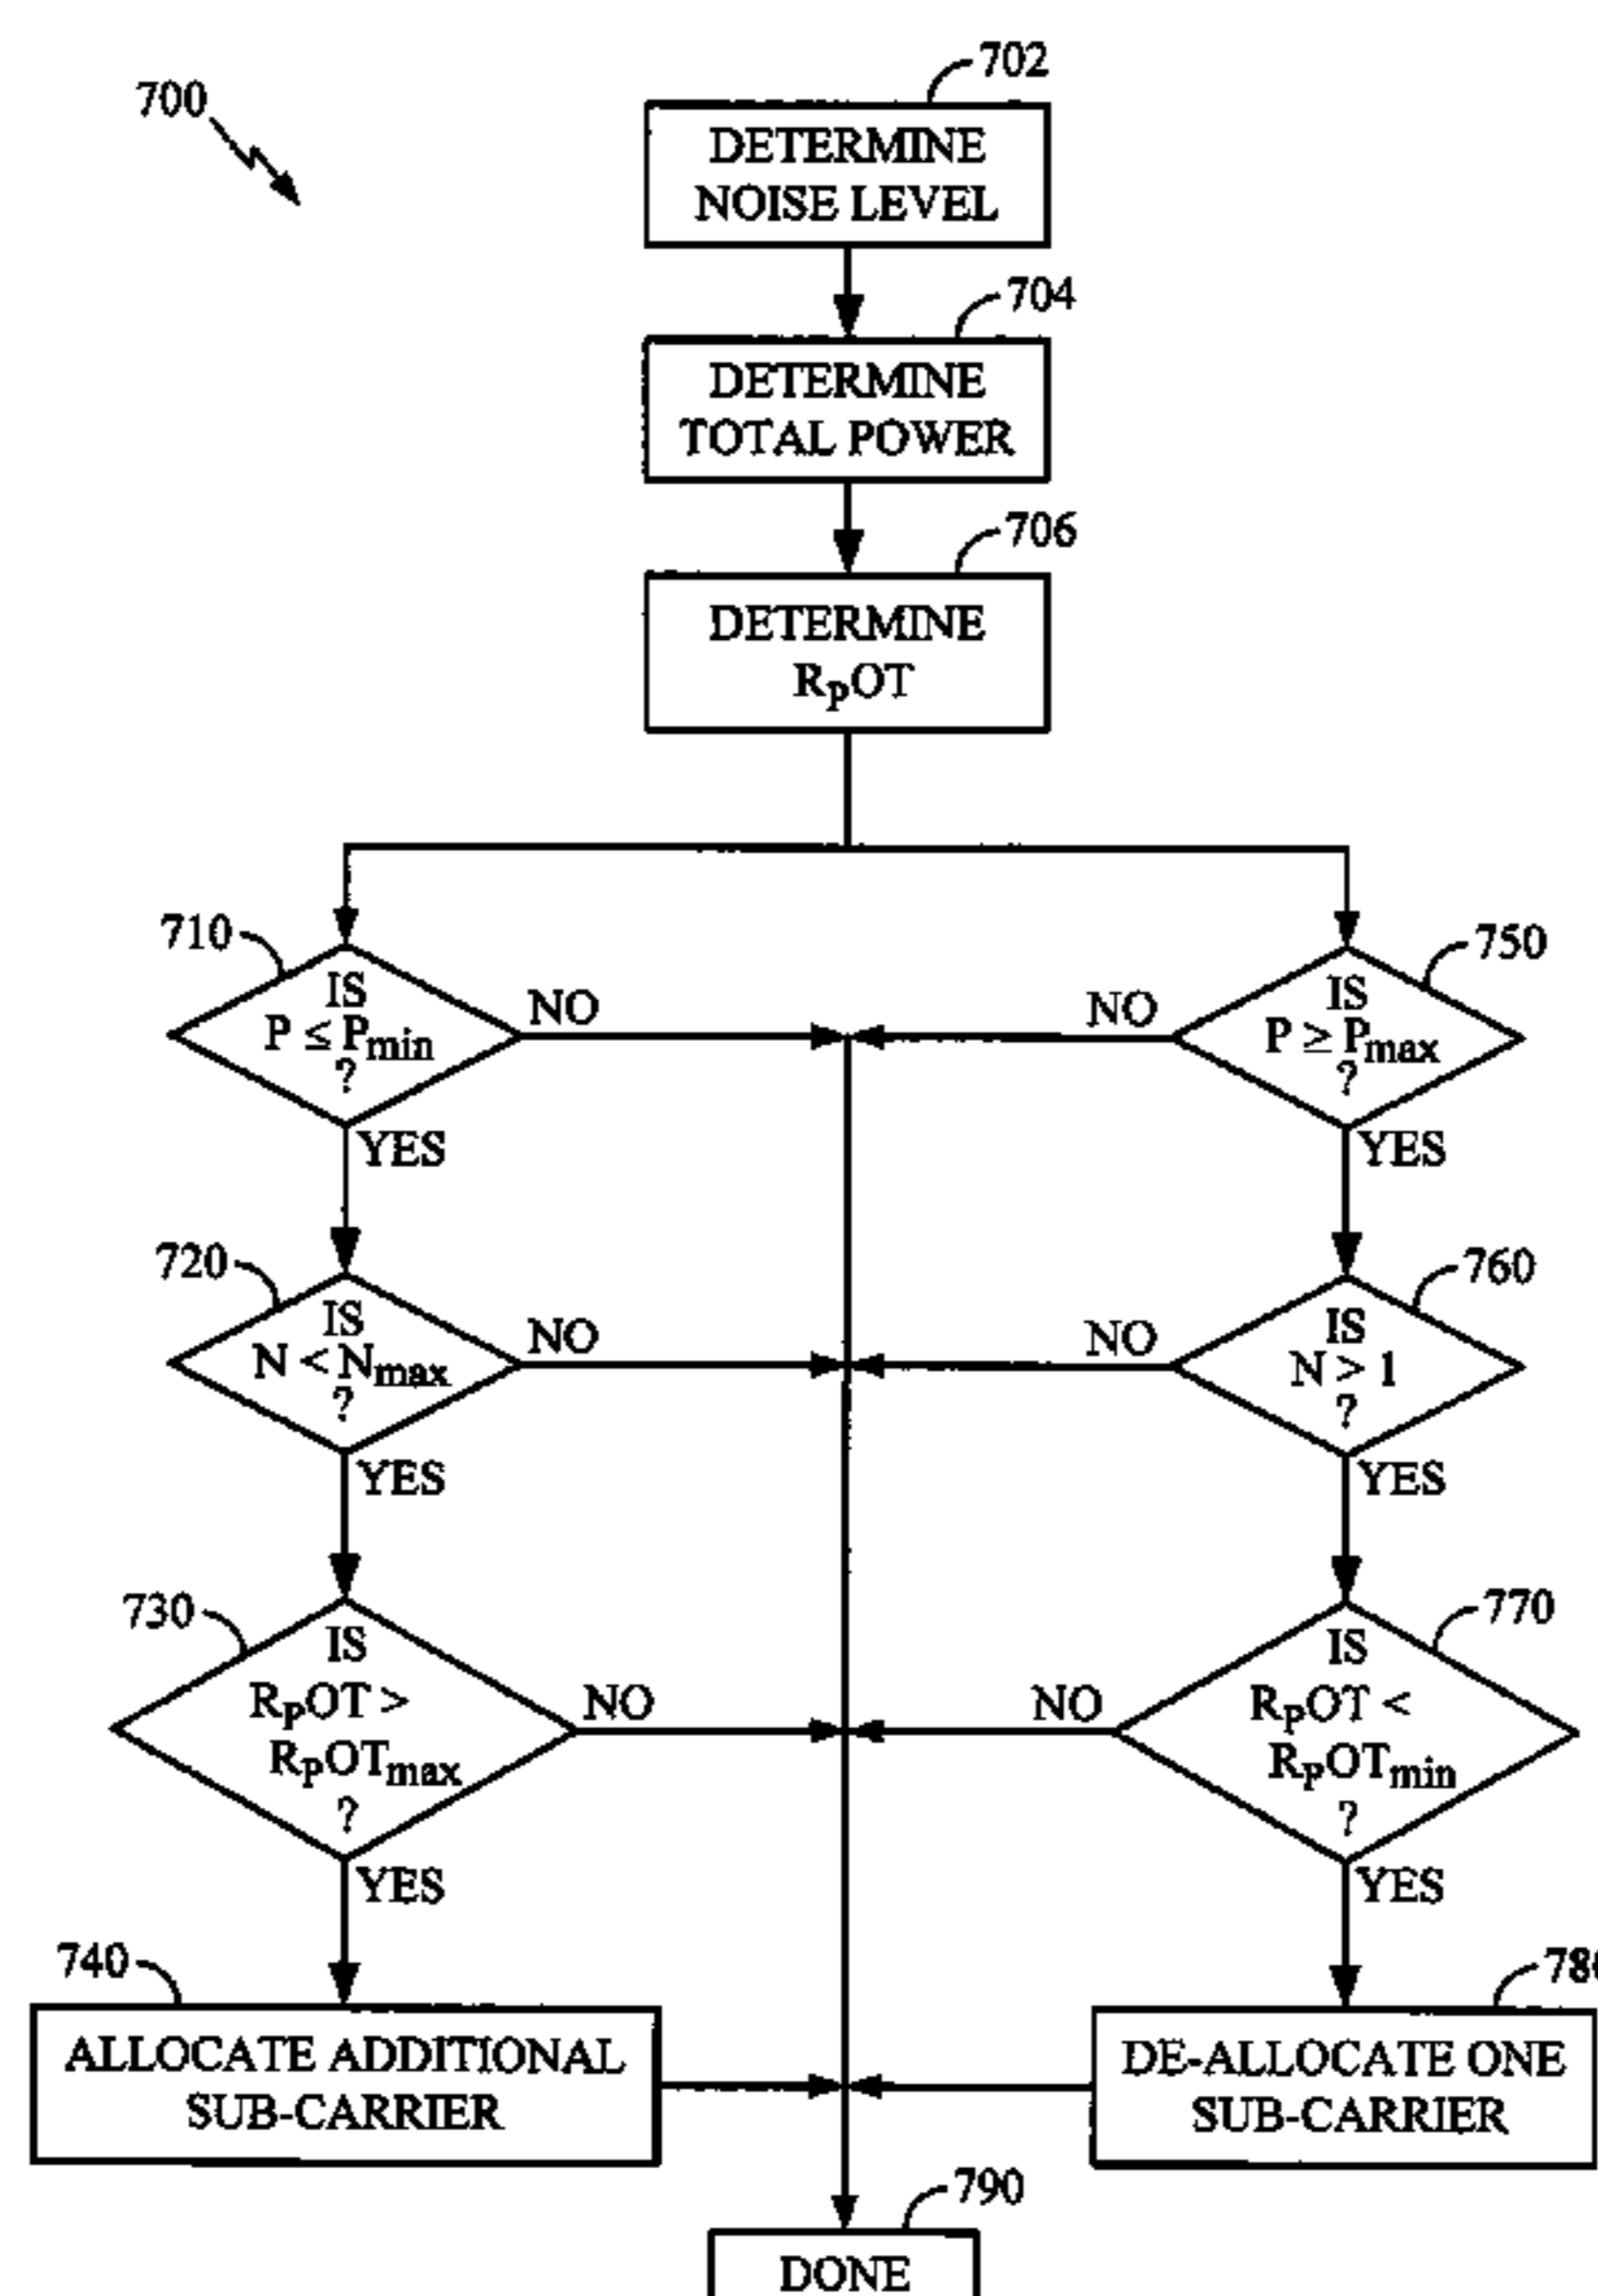 700
702
DETERMINE
NOISE LEVEL
704
DETERMINE
TOTAL POWER
706
DETERMINE
RPOT
710
IS
P ≤ Pmin
?
NO
YES
750
IS
P ≥ Pmax
?
NO
YES
720
IS
N < Nmax
?
NO
YES
760
IS
N > 1
?
NO
YES
730
IS
RPOT >
RPOTmax
?
NO
YES
770
IS
RPOT <
RPOTmin
?
NO
YES
740
ALLOCATE ADDITIONAL
SUB-CARRIER
DE-ALLOCATE ONE
SUB-CARRIER
790
DONE